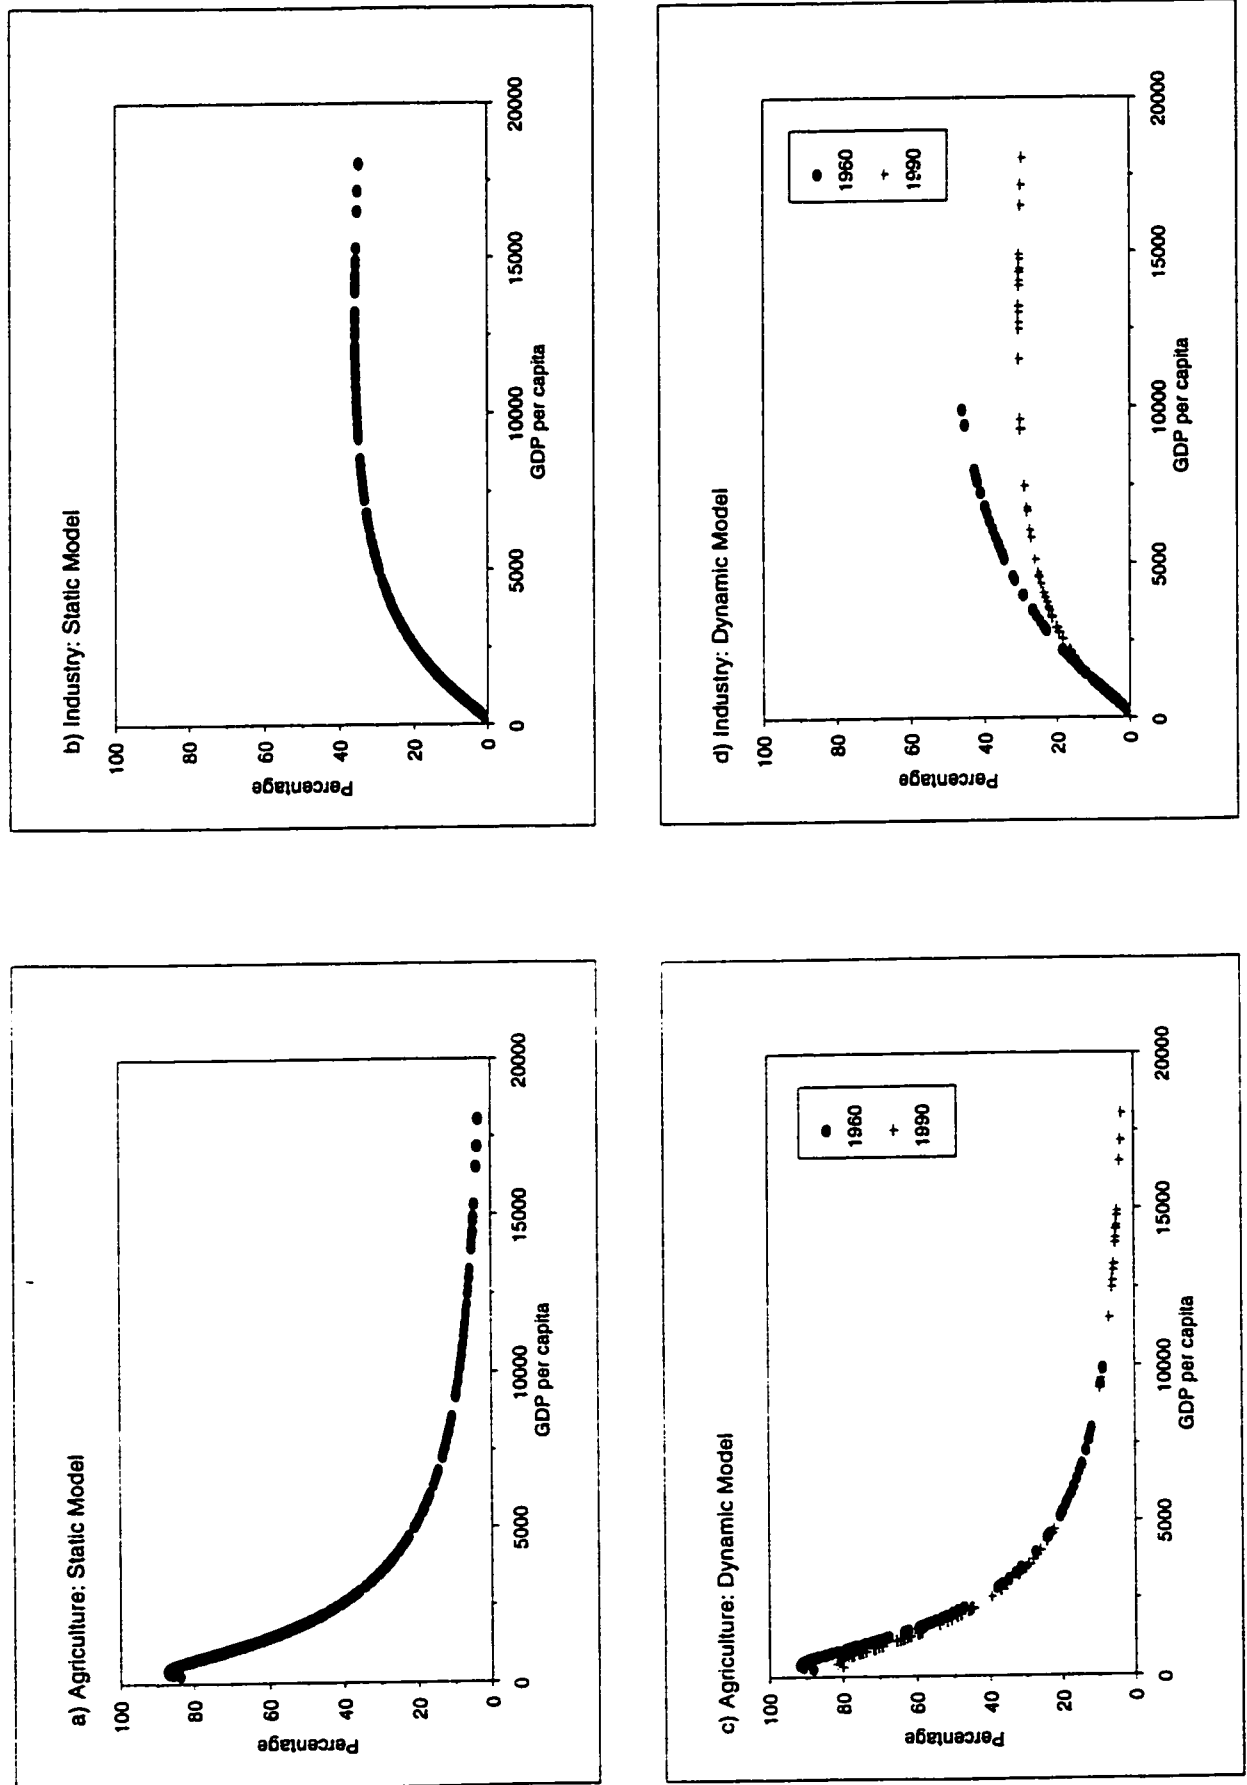 a) Agriculture: Static Model
100
80
60
40
20
0
Percentage
0 5000 10000 15000 20000
GDP per capita
b) Industry: Static Model
100
80
60
40
20
0
Percentage
0 5000 10000 15000 20000
GDP per capita
c) Agriculture: Dynamic Model
100
80
60
40
20
0
Percentage
1960
1990
0 5000 10000 15000 20000
GDP per capita
d) Industry: Dynamic Model
100
80
60
40
20
0
Percentage
1960
1990
0 5000 10000 15000 20000
GDP per capita